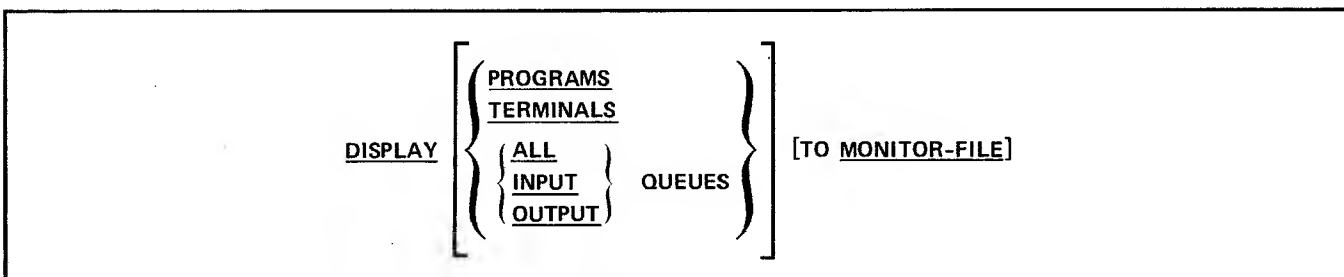 PROGRAMS
TERMINALS
DISPLAY [TO MONITOR-FILE]
ALL
INPUT QUEUES
OUTPUT